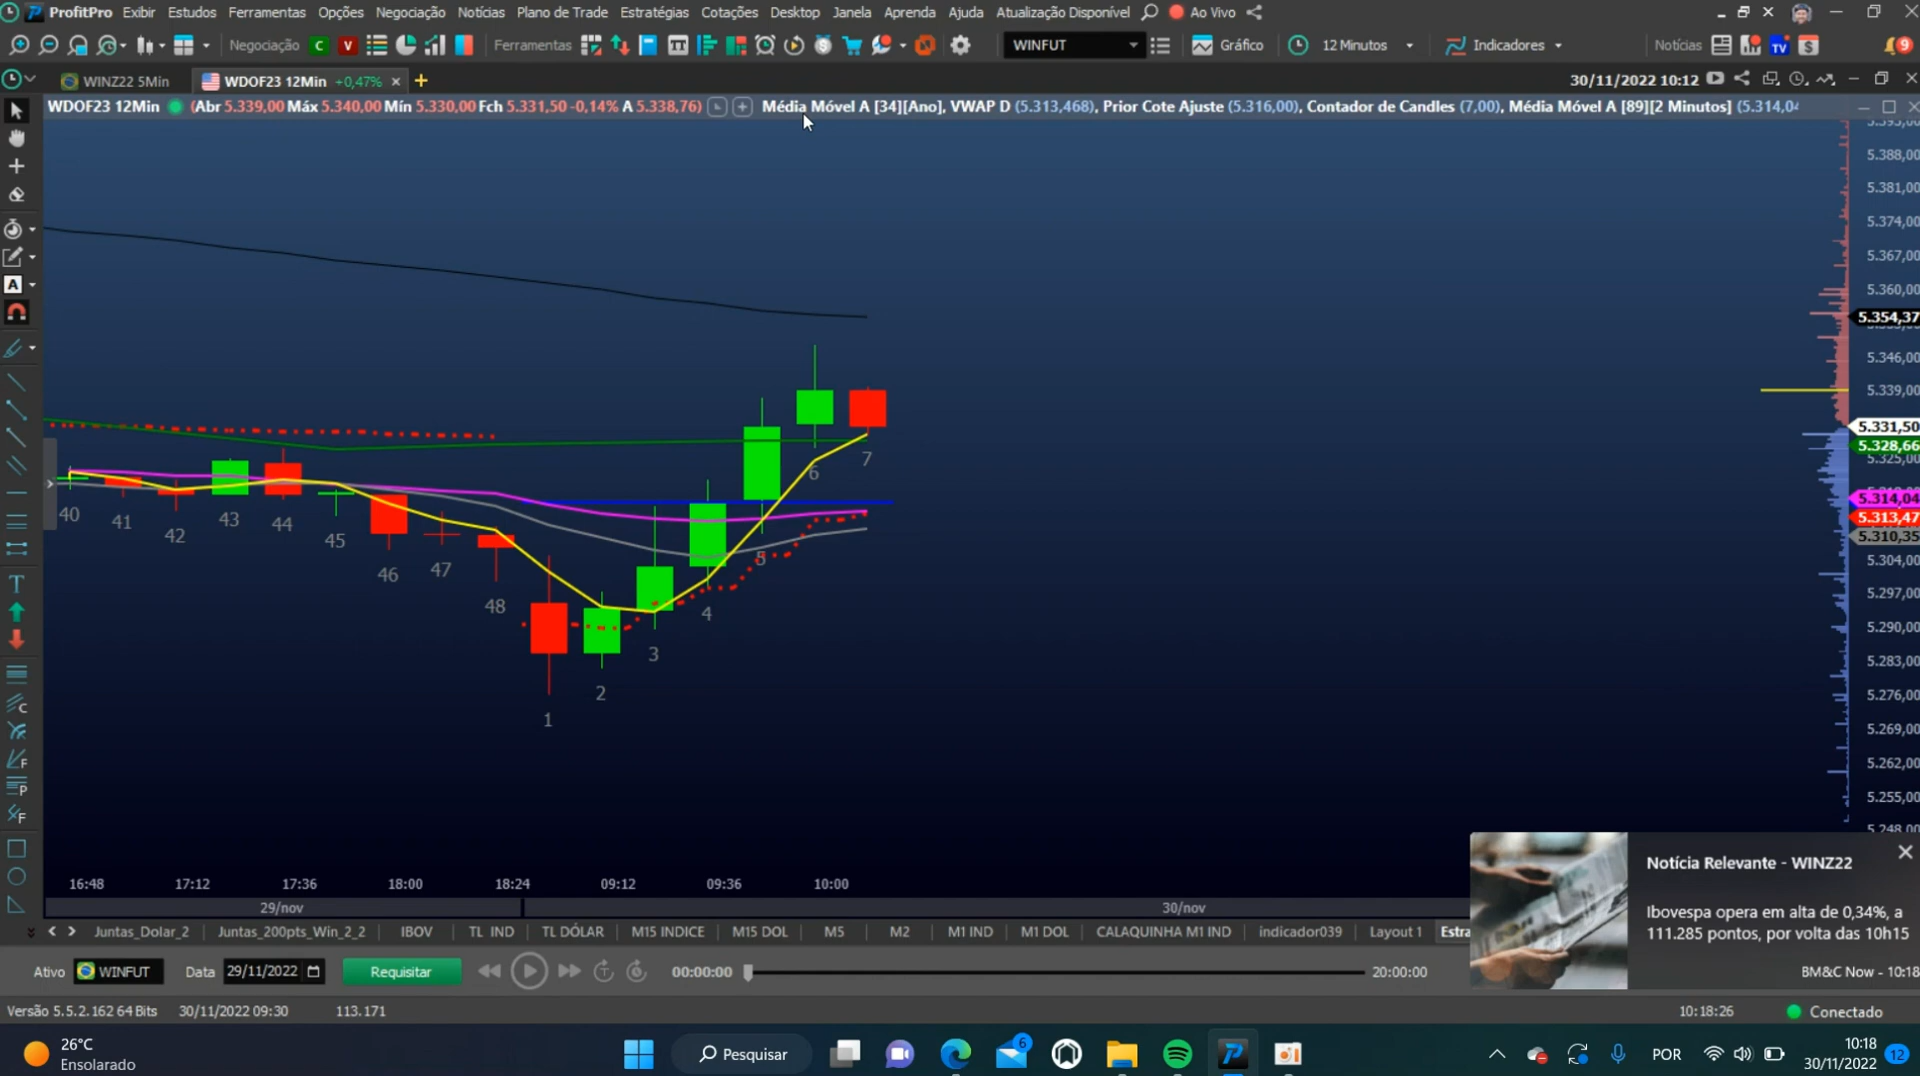 ProfitPro Exibir Estudos Ferramentas Opções Negociação Notícias Plano de Trade Estratégias Cotações Desktop Janela Aprenda Ajuda Atualização Disponível Ao Vivo
Negociação C V Ferramentas WINFUT Gráfico 12 Minutos Indicadores Notícias 9
WINZ22 5Min WDOF23 12Min +0,47% 30/11/2022 10:12
WDOF23 12Min (Abr 5.339,00 Máx 5.340,00 Mín 5.330,00 Fch 5.331,50 -0,14% A 5.338,76) Média Móvel A [34][Ano], VWAP D (5.313,468), Prior Cote Ajuste (5.316,00), Contador de Candles (7,00), Média Móvel A [89][2 Minutos] (5.314,04
5.393,00
5.388,00
5.381,00
5.374,00
5.367,00
5.360,00
5.354,37
5.346,00
5.339,00
5.331,50
5.328,66
5.325,00
5.314,04
5.313,47
5.310,35
5.304,00
5.297,00
5.290,00
5.283,00
5.276,00
5.269,00
5.262,00
5.255,00
5.248,00
40 41 42 43 44 45 46 47 48 1 2 3 4 5 6 7
16:48 17:12 17:36 18:00 18:24 09:12 09:36 10:00
29/nov 30/nov
Notícia Relevante - WINZ22
Ibovespa opera em alta de 0,34%, a
111.285 pontos, por volta das 10h15
BM&C Now - 10:18
Juntas_Dolar_2 Juntas_200pts_Win_2_2 IBOV TL IND TL DÓLAR M15 INDICE M15 DOL M5 M2 M1 IND M1 DOL CALAQUINHA M1 IND indicador039 Layout 1 Estra
Ativo WINFUT Data 29/11/2022 Requisitar 00:00:00 20:00:00
Versão 5.5.2.162 64 Bits 30/11/2022 09:30 113.171 10:18:26 Conectado
26°C
Ensolarado
Pesquisar
6
POR
10:18
30/11/2022
12